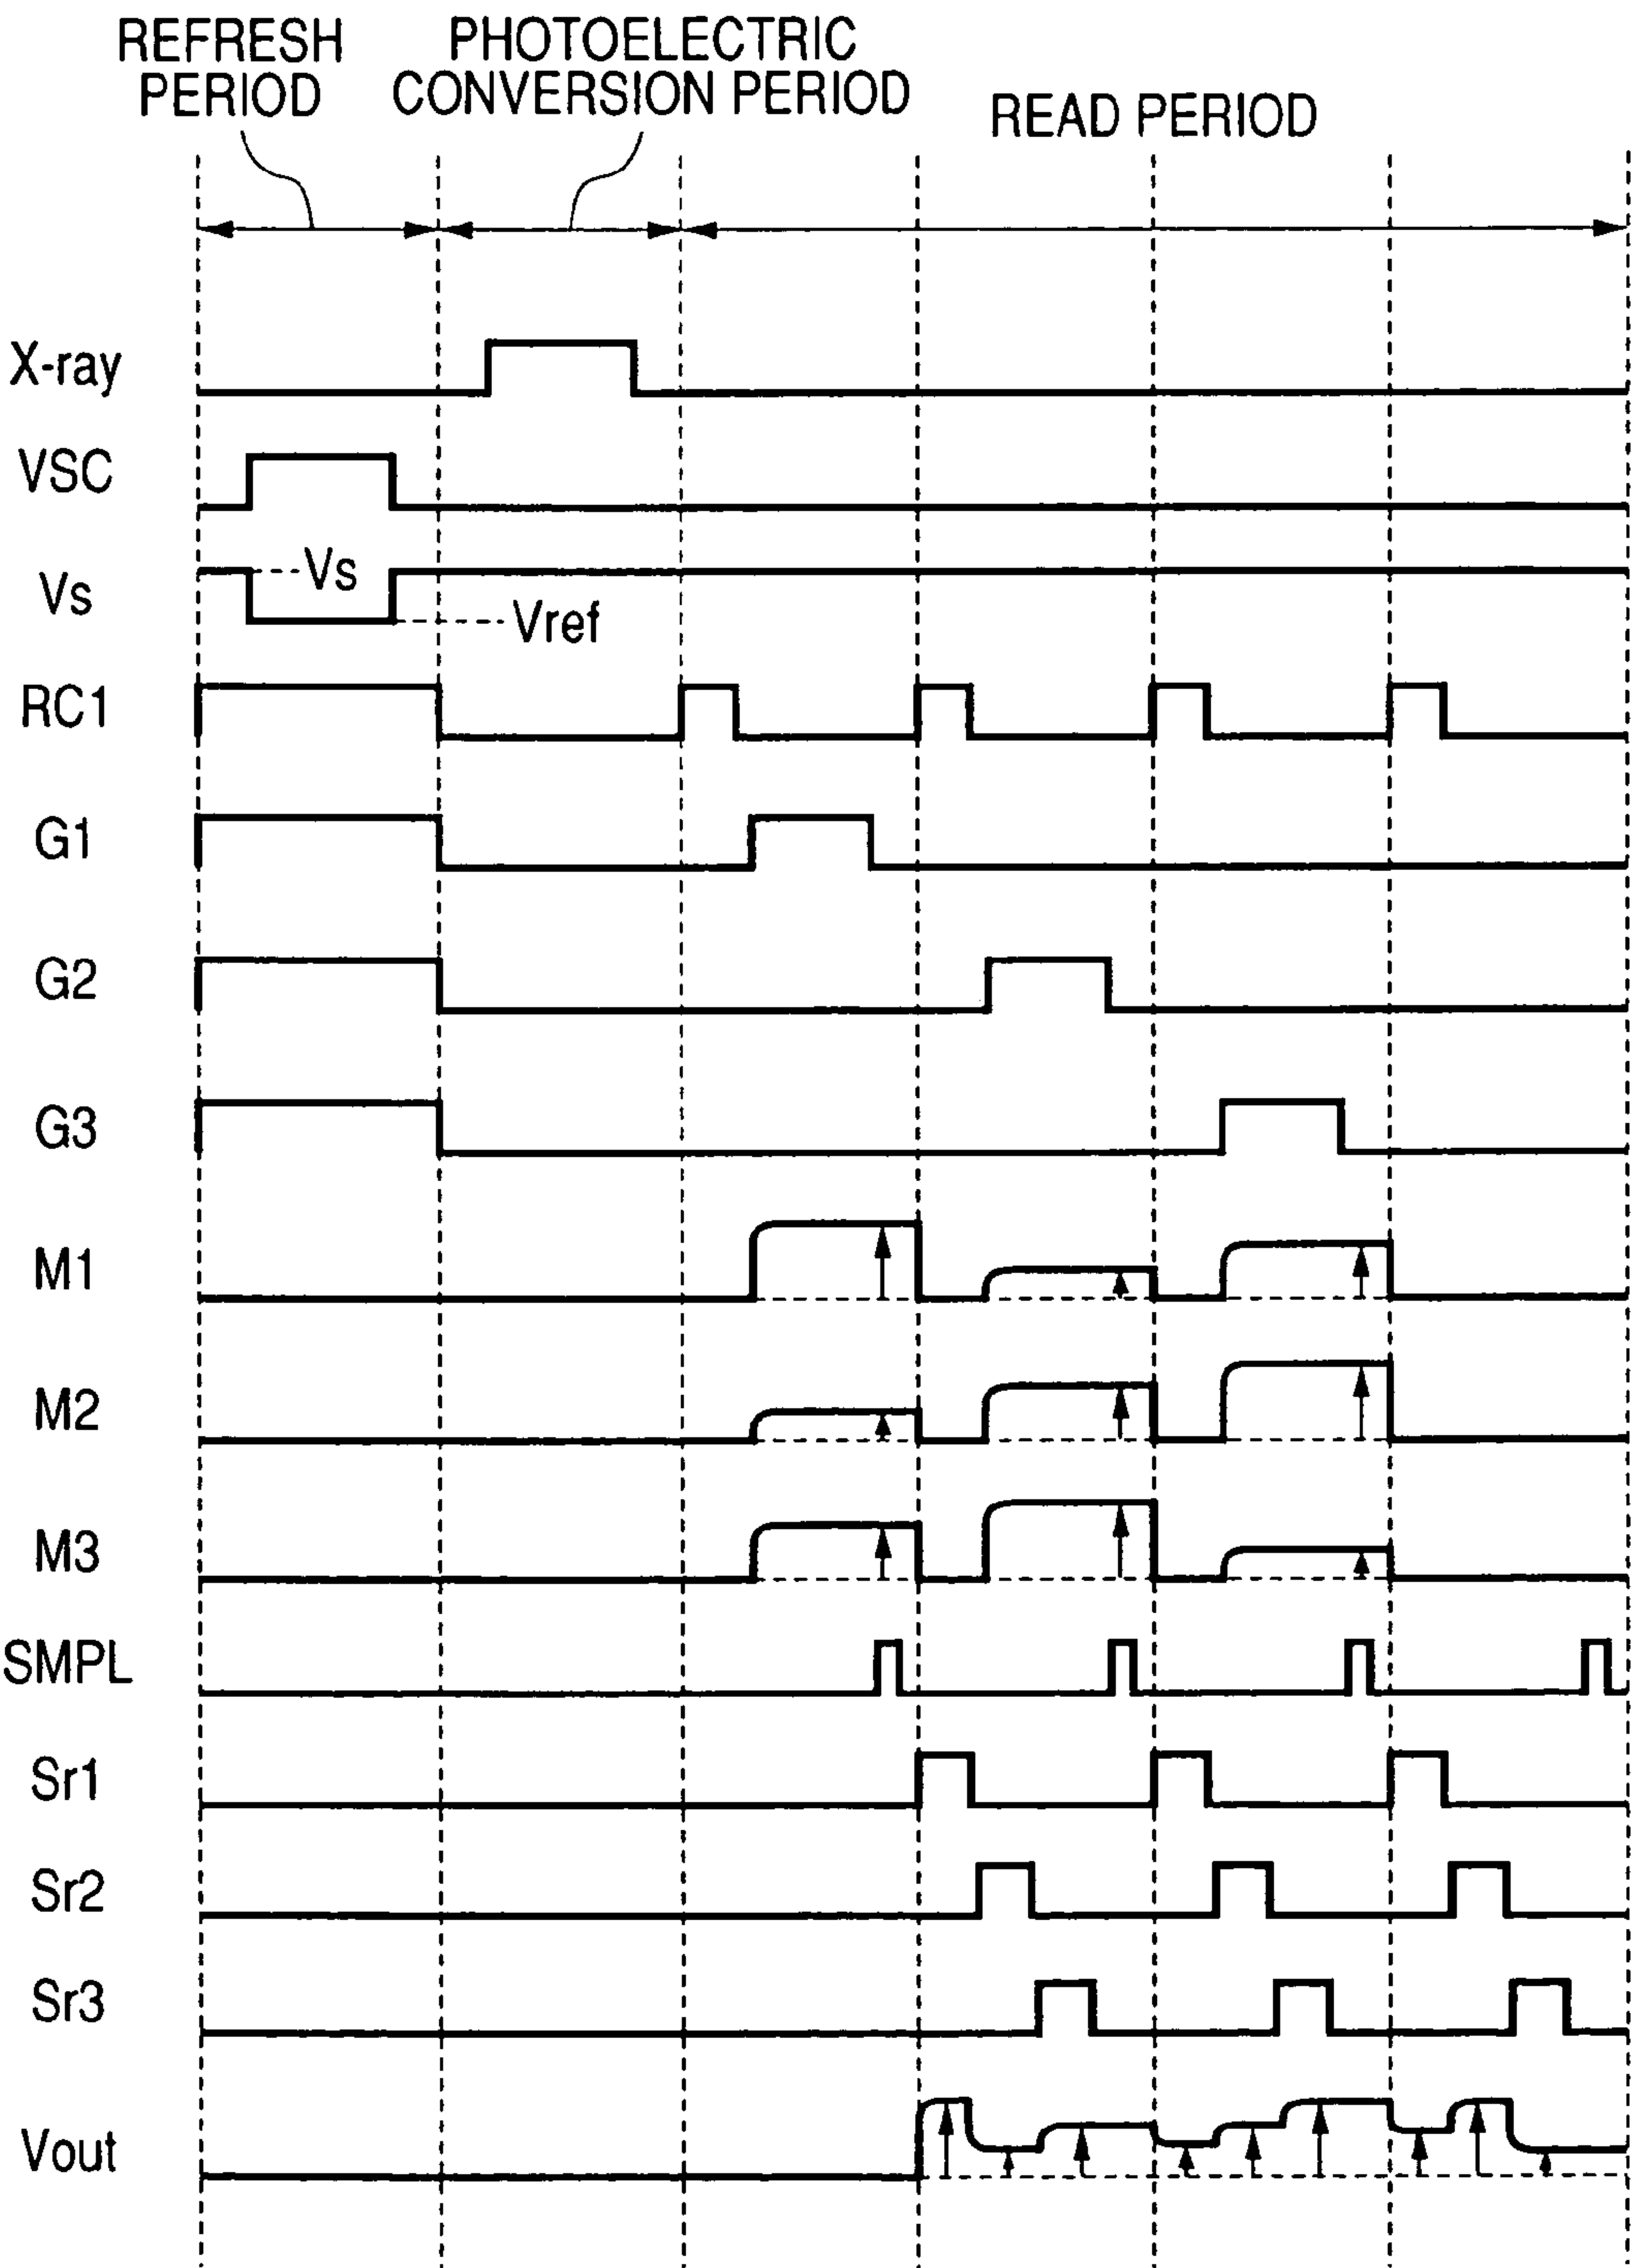 REFRESH
PERIOD
PHOTOELECTRIC
CONVERSION PERIOD
READ PERIOD
X-ray
VSC
Vs
Vs
Vref
RC1
G1
G2
G3
M1
M2
M3
SMPL
Sr1
Sr2
Sr3
Vout